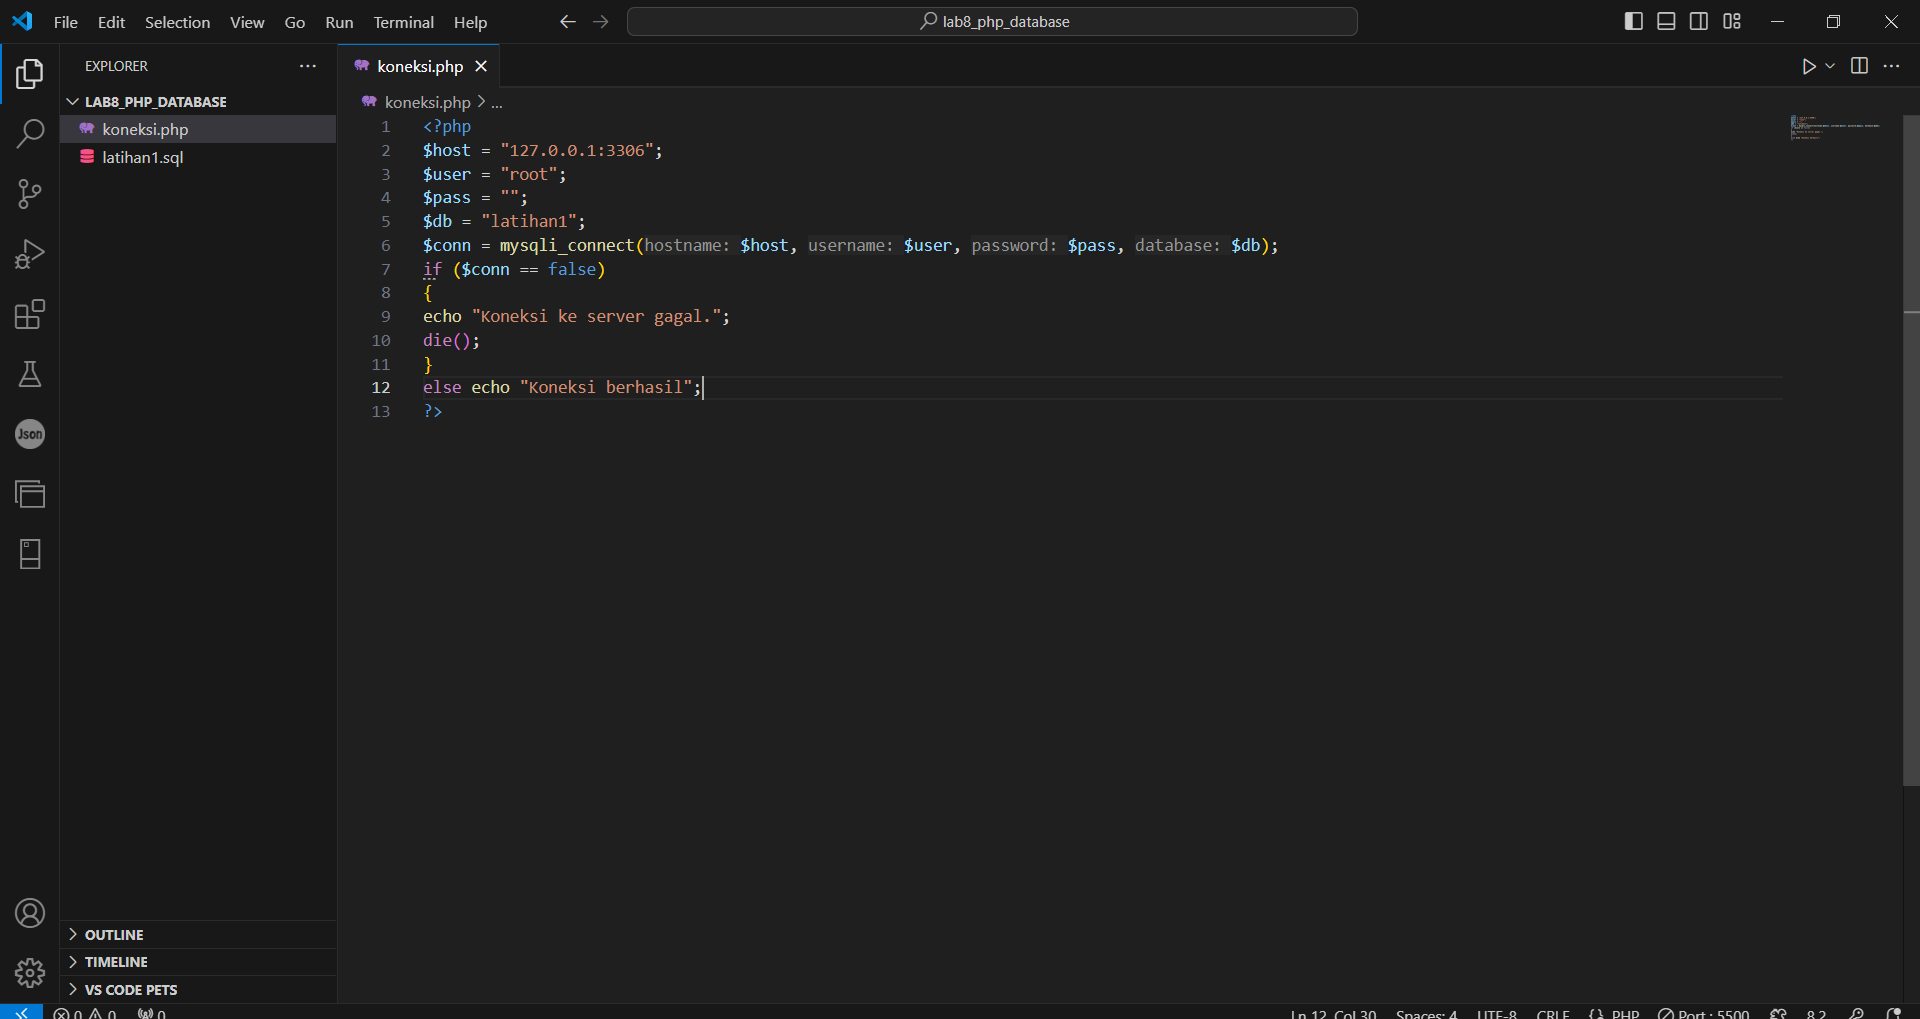 File Edit Selection View Go Run Terminal Help
lab8_php_database
EXPLORER
LAB8_PHP_DATABASE
koneksi.php
latihan1.sql
koneksi.php
koneksi.php > ...
1 <?php
2 $host = "127.0.0.1:3306";
3 $user = "root";
4 $pass = "";
5 $db = "latihan1";
6 $conn = mysqli_connect(hostname: $host, username: $user, password: $pass, database: $db);
7 if ($conn == false)
8 {
9 echo "Koneksi ke server gagal.";
10 die();
11 }
12 else echo "Koneksi berhasil";
13 ?>
Json
OUTLINE
TIMELINE
VS CODE PETS
0 0 0
Ln 12, Col 30 Spaces: 4 UTF-8 CRLF {} PHP Port : 5500 8.2